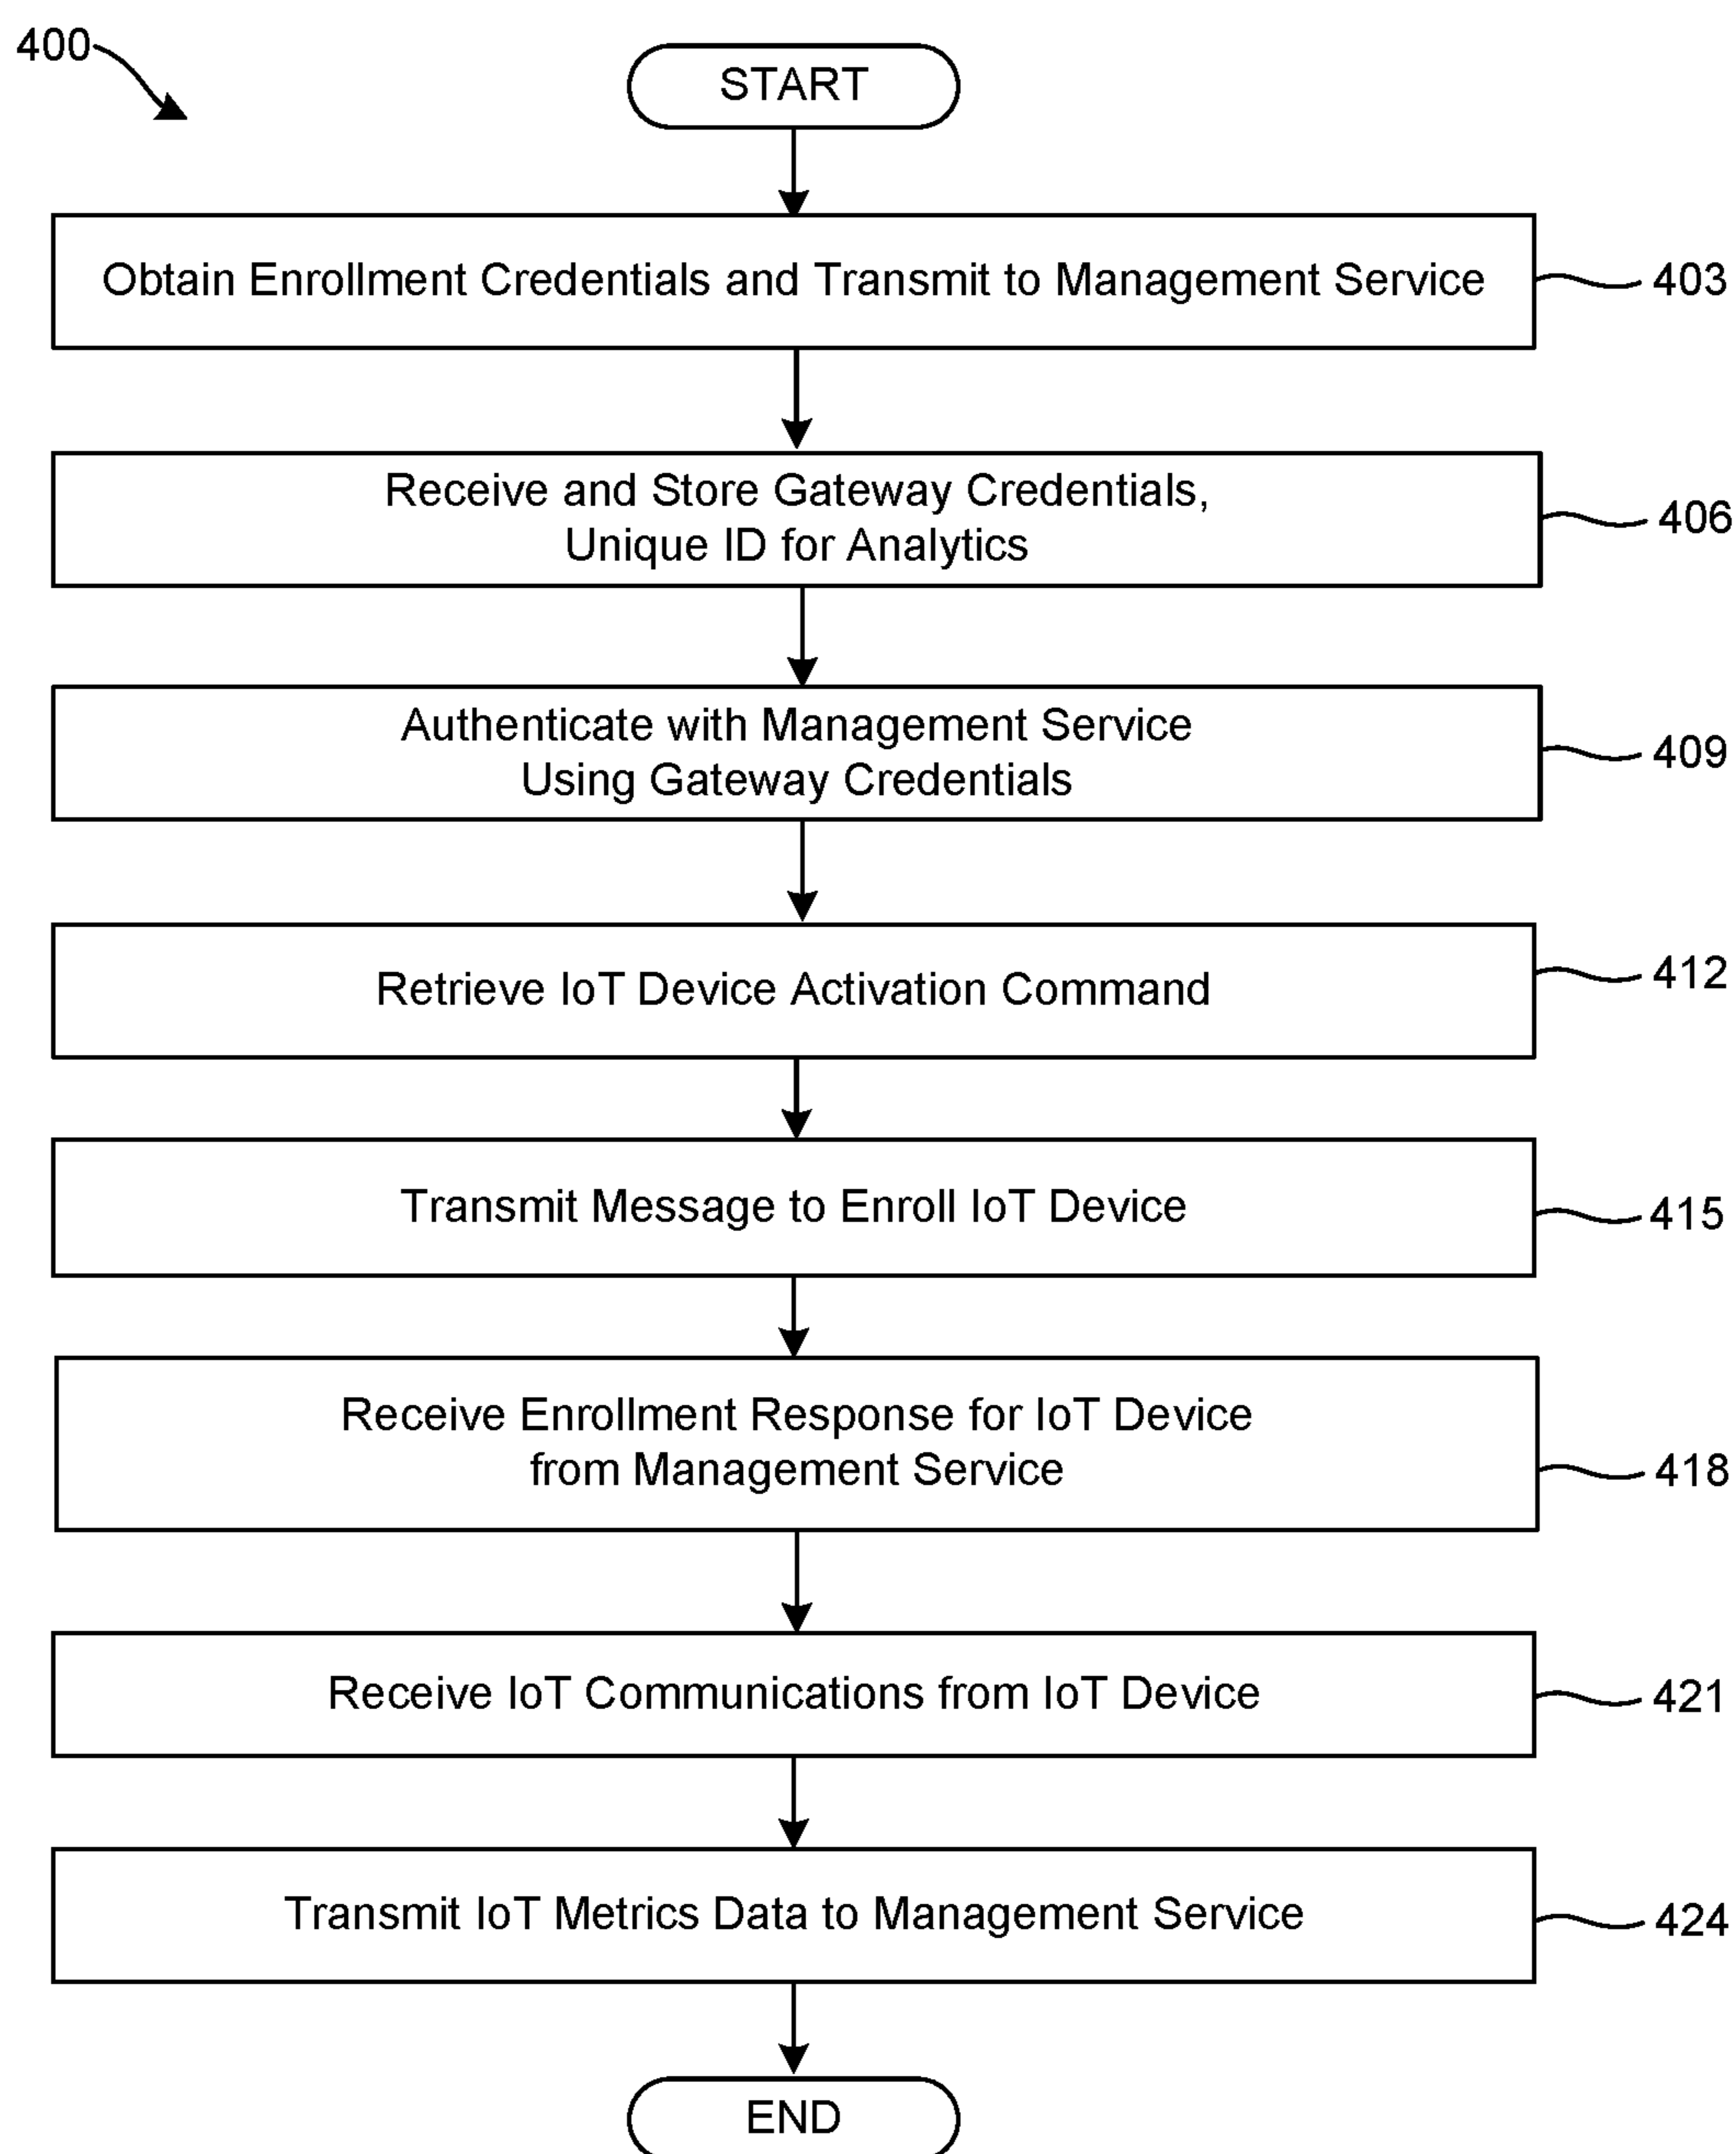 400
START
Obtain Enrollment Credentials and Transmit to Management Service
403
Receive and Store Gateway Credentials,
Unique ID for Analytics
406
Authenticate with Management Service
Using Gateway Credentials
409
Retrieve IoT Device Activation Command
412
Transmit Message to Enroll IoT Device
415
Receive Enrollment Response for IoT Device
from Management Service
418
Receive IoT Communications from IoT Device
421
Transmit IoT Metrics Data to Management Service
424
END